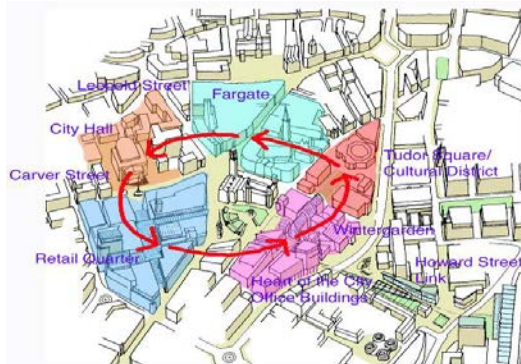 Leopold Street
Fargate
City Hall
Carver Street
Tudor Square/
Cultural District
Retail Quarter
Wintergarden
Heart of the City
Office Buildings
Howard Street
Link